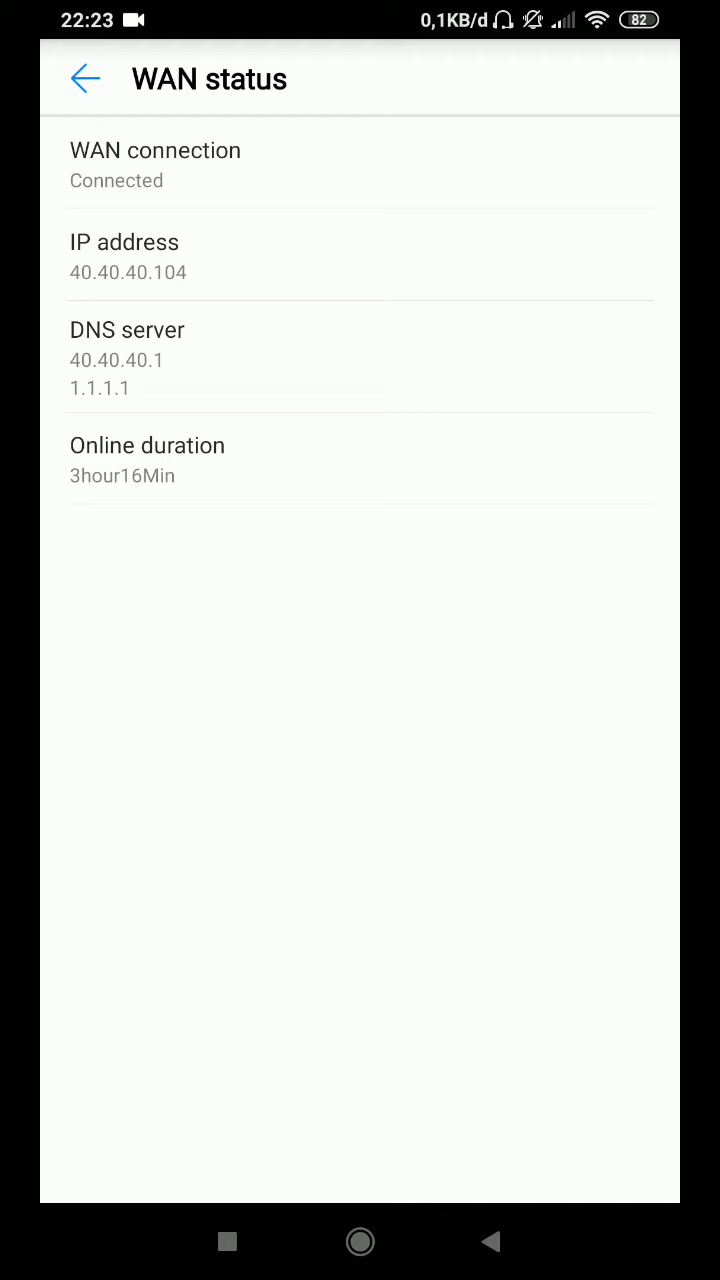 22:23 0,1KB/d 82
WAN status
WAN connection
Connected
IP address
40.40.40.104
DNS server
40.40.40.1
1.1.1.1
Online duration
3hour16Min